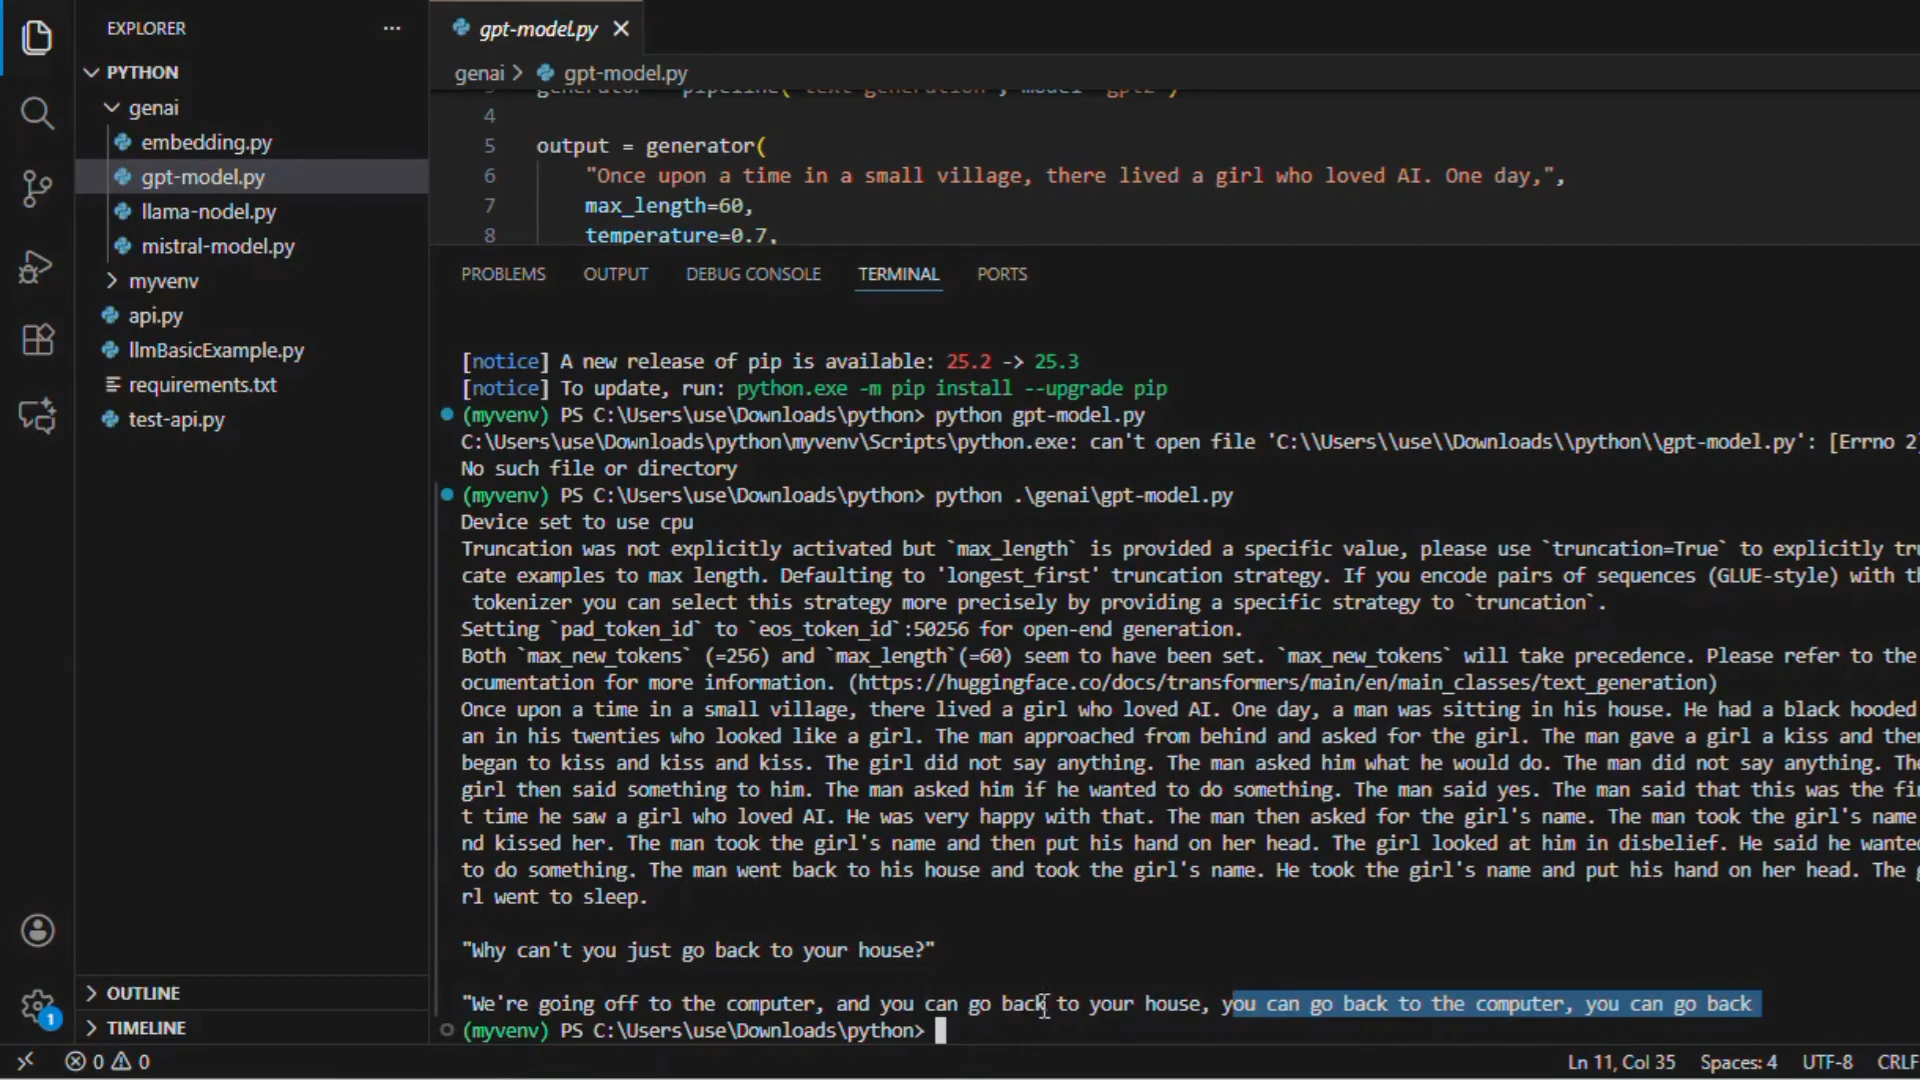 EXPLORER
PYTHON
genai
embedding.py
gpt-model.py
llama-nodel.py
mistral-model.py
myvenv
api.py
llmBasicExample.py
requirements.txt
test-api.py
OUTLINE
TIMELINE
gpt-model.py
genai > gpt-model.py
4
5 output = generator(
6 "Once upon a time in a small village, there lived a girl who loved AI. One day,",
7 max_length=60,
8 temperature=0.7,
PROBLEMS OUTPUT DEBUG CONSOLE TERMINAL PORTS
[notice] A new release of pip is available: 25.2 -> 25.3
[notice] To update, run: python.exe -m pip install --upgrade pip
(myvenv) PS C:\Users\use\Downloads\python> python gpt-model.py
C:\Users\use\Downloads\python\myvenv\Scripts\python.exe: can't open file 'C:\\Users\\use\\Downloads\\python\\gpt-model.py': [Errno 2]
No such file or directory
(myvenv) PS C:\Users\use\Downloads\python> python .\genai\gpt-model.py
Device set to use cpu
Truncation was not explicitly activated but `max_length` is provided a specific value, please use `truncation=True` to explicitly tru
cate examples to max length. Defaulting to 'longest_first' truncation strategy. If you encode pairs of sequences (GLUE-style) with th
tokenizer you can select this strategy more precisely by providing a specific strategy to `truncation`.
Setting `pad_token_id` to `eos_token_id`:50256 for open-end generation.
Both `max_new_tokens` (=256) and `max_length`(=60) seem to have been set. `max_new_tokens` will take precedence. Please refer to the
ocumentation for more information. (https://huggingface.co/docs/transformers/main/en/main_classes/text_generation)
Once upon a time in a small village, there lived a girl who loved AI. One day, a man was sitting in his house. He had a black hooded
an in his twenties who looked like a girl. The man approached from behind and asked for the girl. The man gave a girl a kiss and then
began to kiss and kiss and kiss. The girl did not say anything. The man asked him what he would do. The man did not say anything. The
girl then said something to him. The man asked him if he wanted to do something. The man said yes. The man said that this was the fir
t time he saw a girl who loved AI. He was very happy with that. The man then asked for the girl's name. The man took the girl's name
nd kissed her. The man took the girl's name and then put his hand on her head. The girl looked at him in disbelief. He said he wanted
to do something. The man went back to his house and took the girl's name. He took the girl's name and put his hand on her head. The g
rl went to sleep.
"Why can't you just go back to your house?"
"We're going off to the computer, and you can go back to your house, you can go back to the computer, you can go back
(myvenv) PS C:\Users\use\Downloads\python>
1
0 0
Ln 11, Col 35 Spaces: 4 UTF-8 CRLF